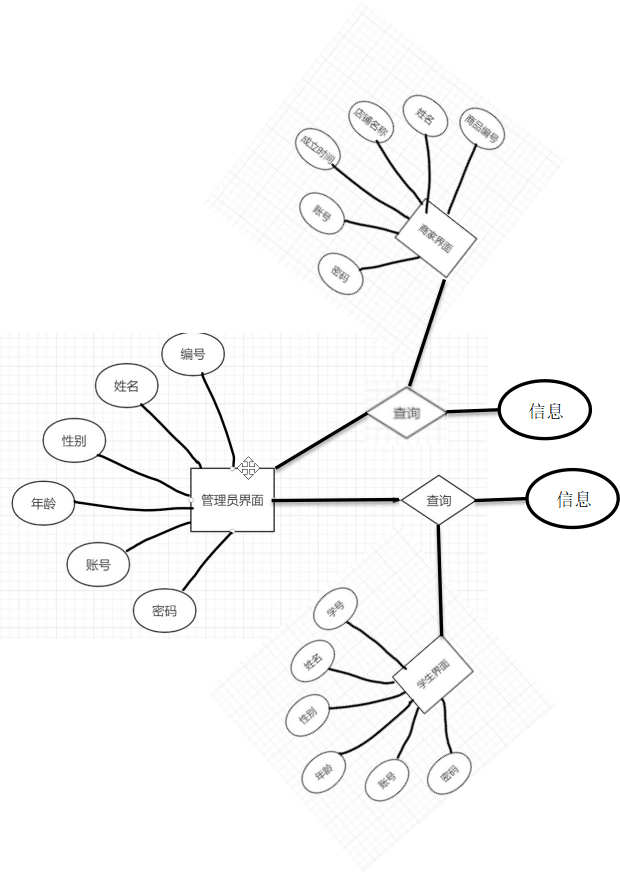 商品编号
姓名
店铺名称
成立时间
账号
密码
商家界面
查询
信息
编号
姓名
性别
年龄
账号
密码
管理员界面
查询
信息
学号
姓名
性别
年龄
账号
密码
学生界面